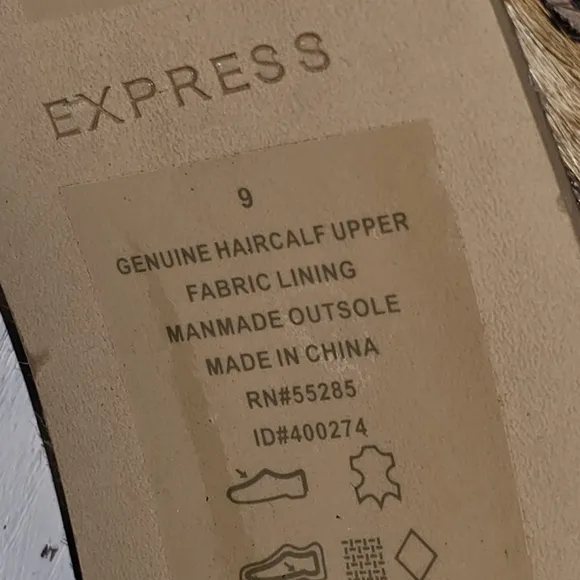 EXPRESS
9
GENUINE HAIRCALF UPPER
FABRIC LINING
MANMADE OUTSOLE
MADE IN CHINA
RN#55285
ID#400274